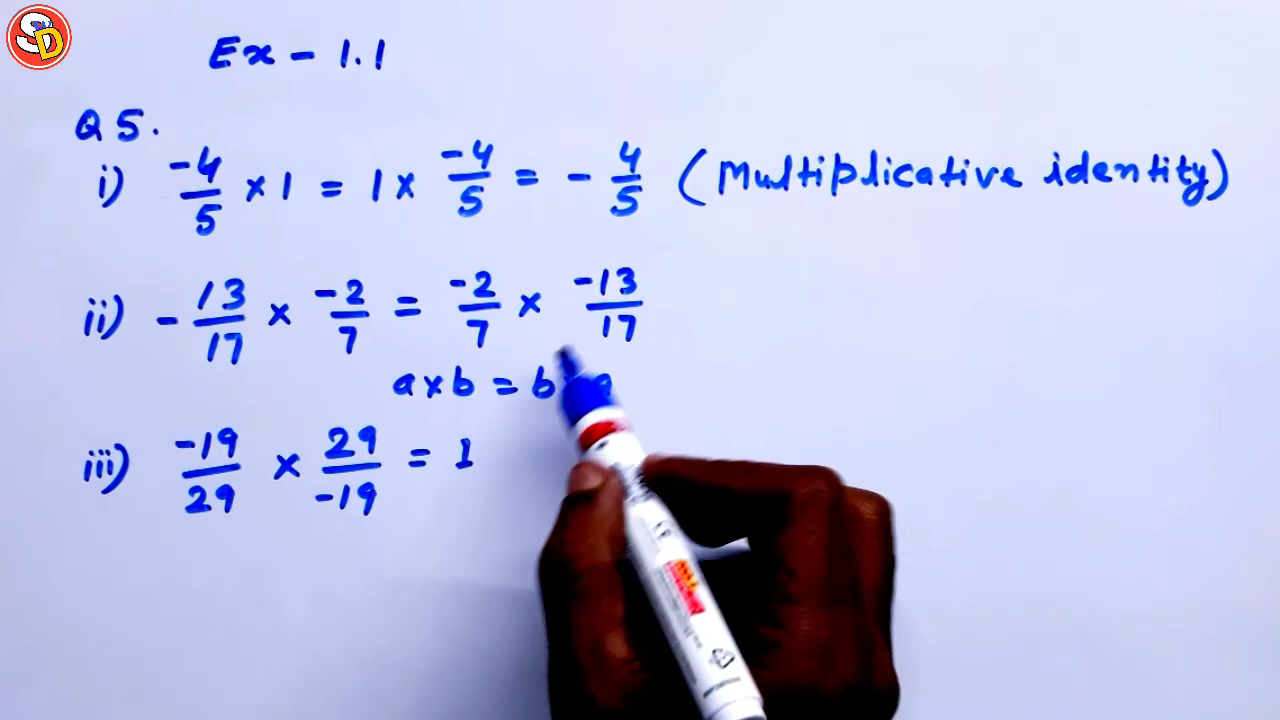 SD
Ex - 1.1
Q 5.
i) -4/5 × 1 = 1 × -4/5 = - 4/5 (Multiplicative identity)
ii) - 13/17 × -2/7 = -2/7 × -13/17
a × b = b
iii) -19/29 × 29/-19 = 1